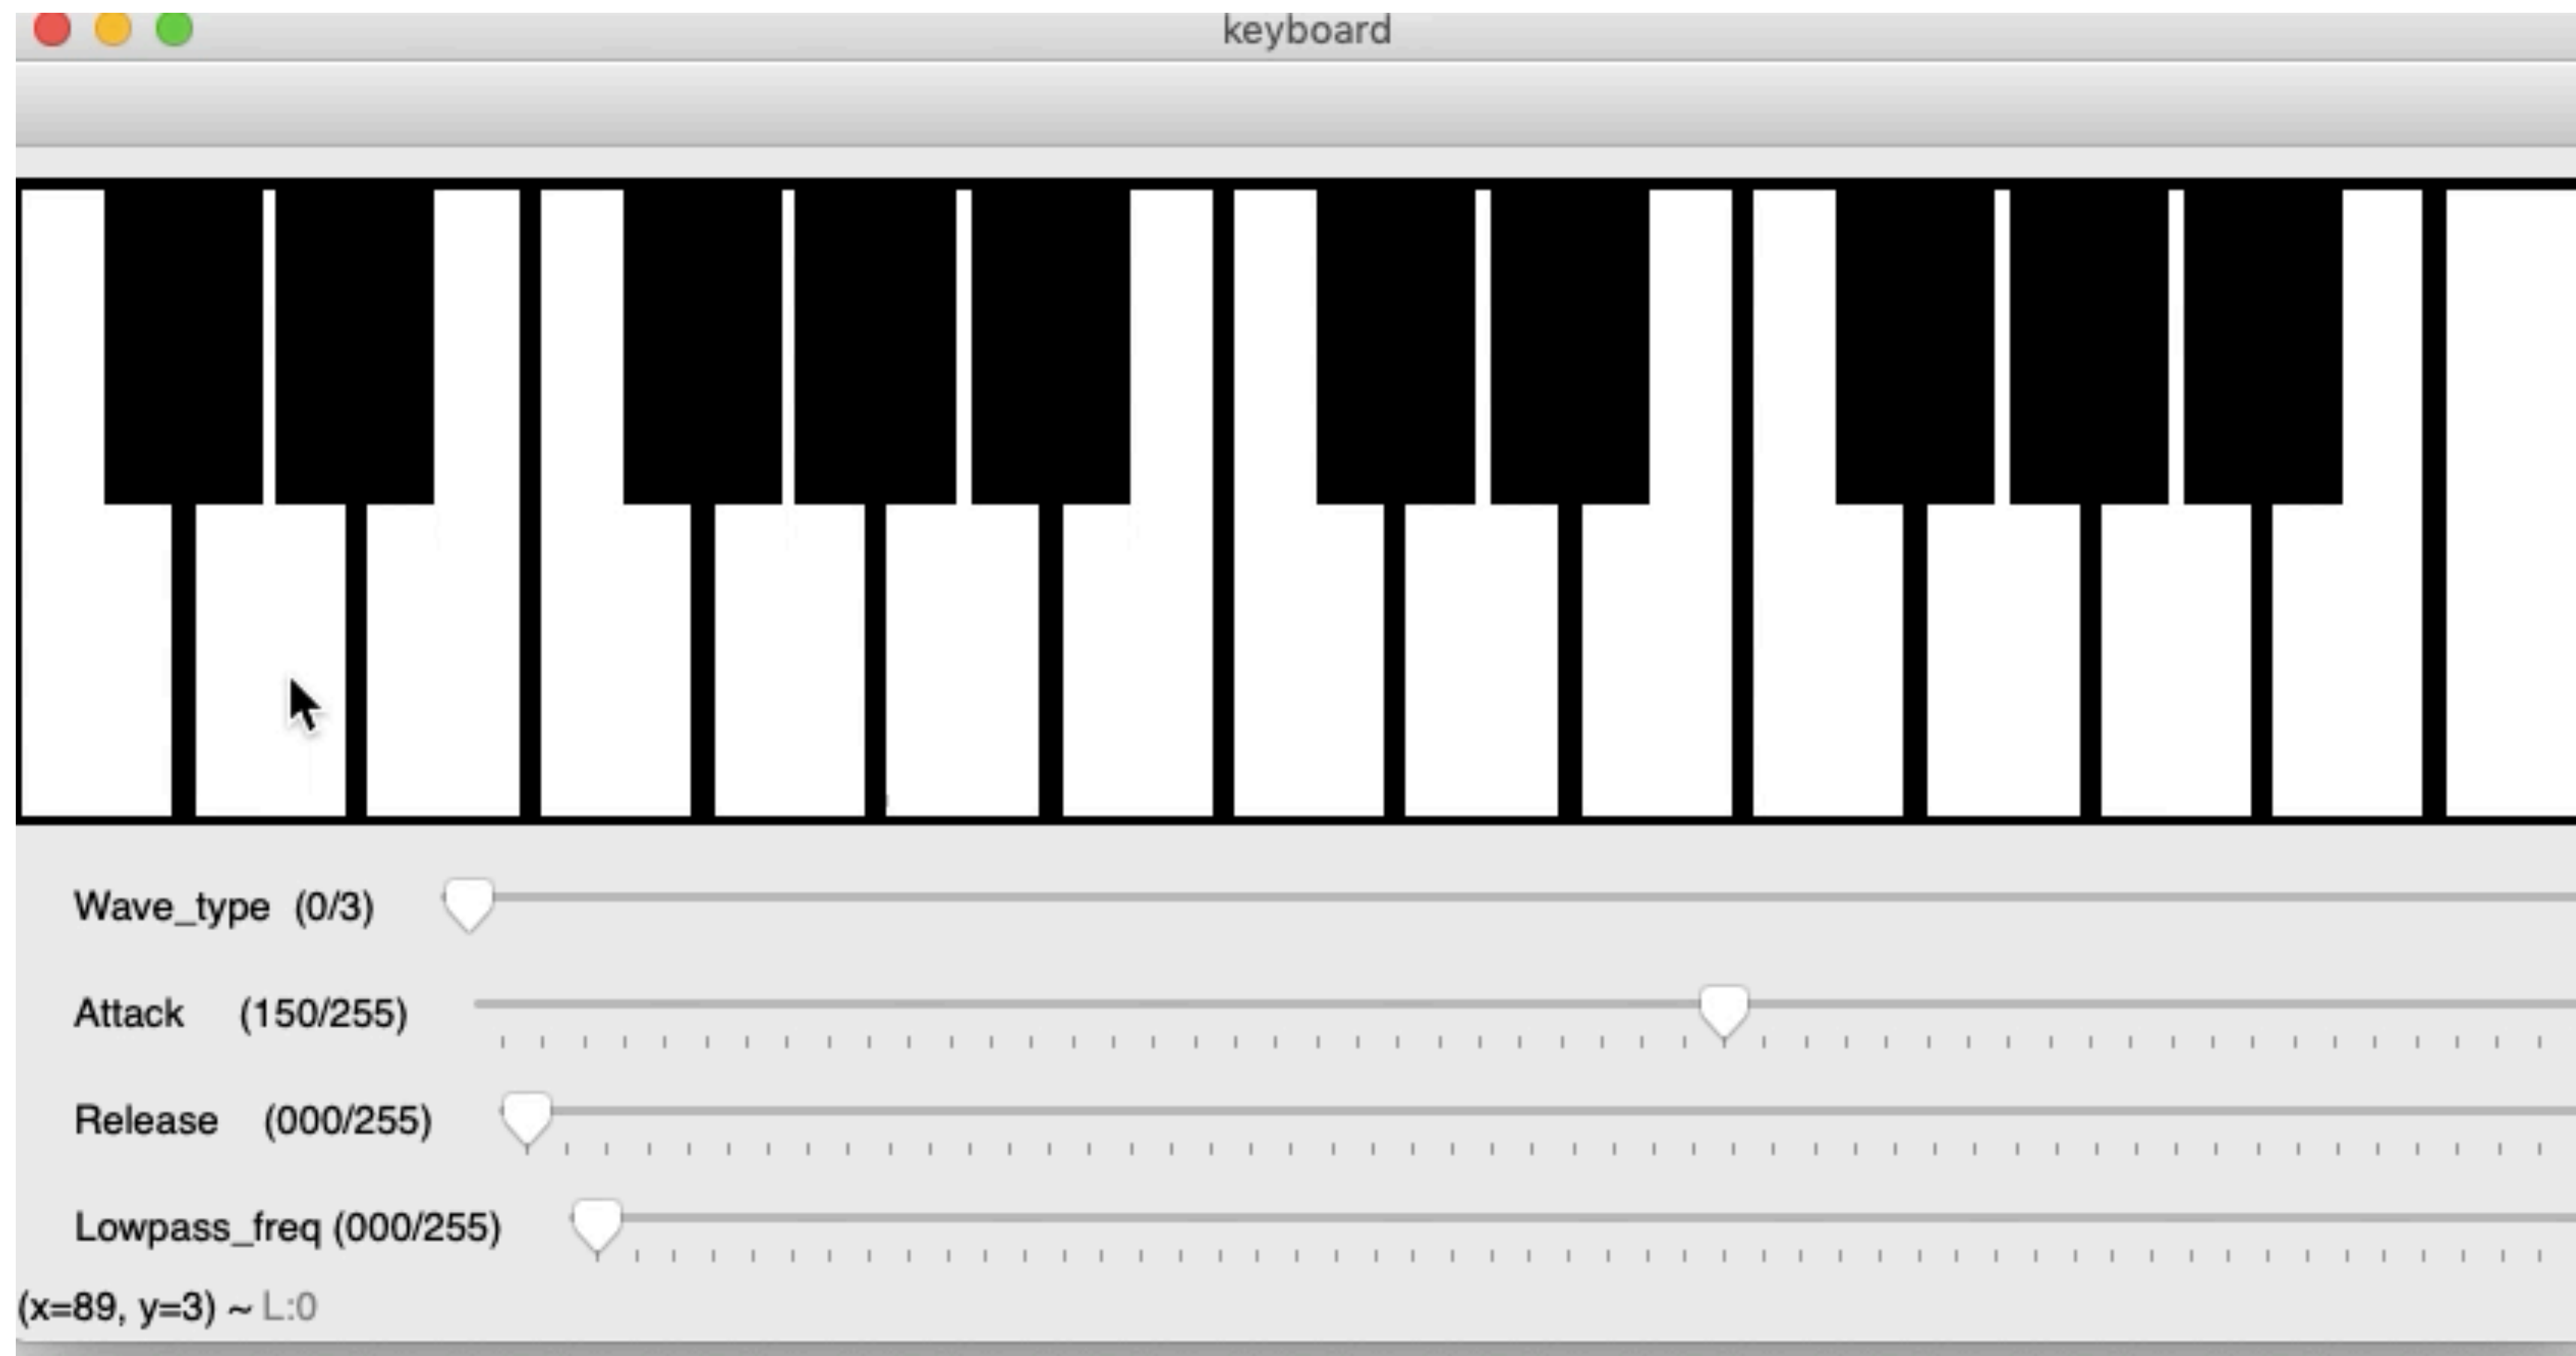 keyboard
Wave_type (0/3)
Attack (150/255)
Release (000/255)
Lowpass_freq (000/255)
(x=89, y=3) ~ L:0